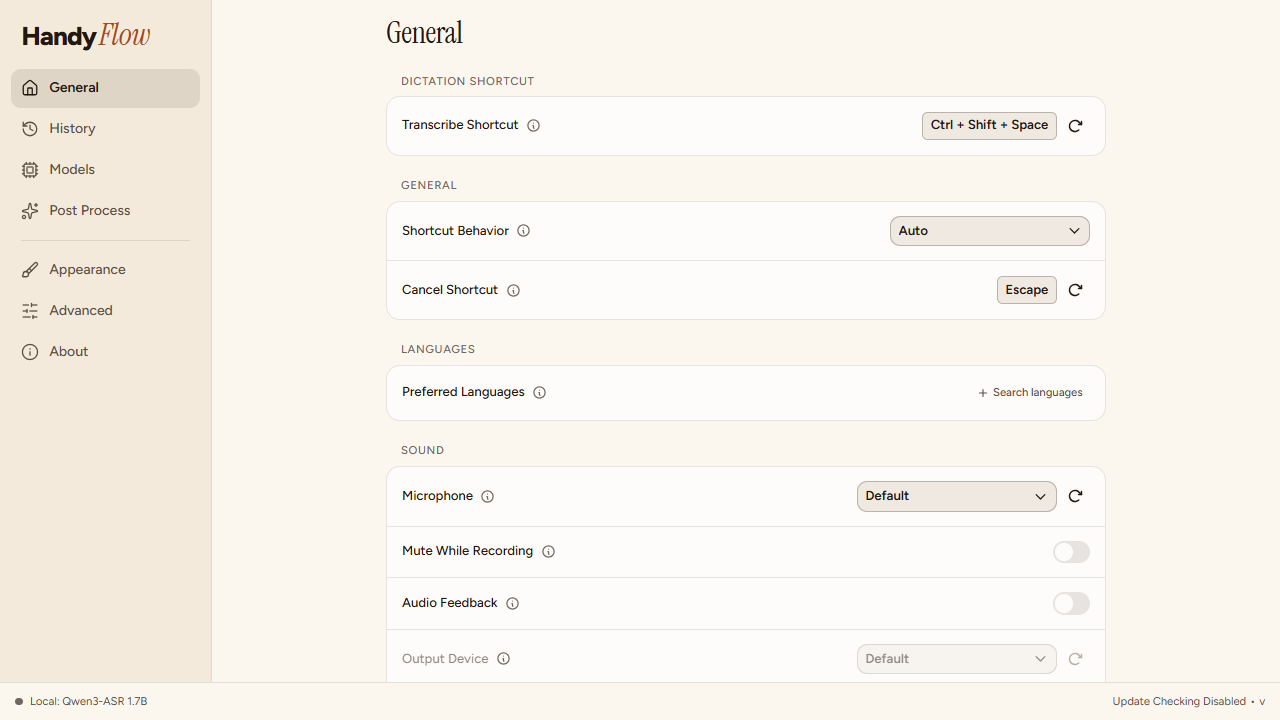 Handy Flow
General
History
Models
Post Process
Appearance
Advanced
About
General
DICTATION SHORTCUT
Transcribe Shortcut
Ctrl + Shift + Space
GENERAL
Shortcut Behavior
Auto
Cancel Shortcut
Escape
LANGUAGES
Preferred Languages
+ Search languages
SOUND
Microphone
Default
Mute While Recording
Audio Feedback
Output Device
Default
Local: Qwen3-ASR 1.7B
Update Checking Disabled • v